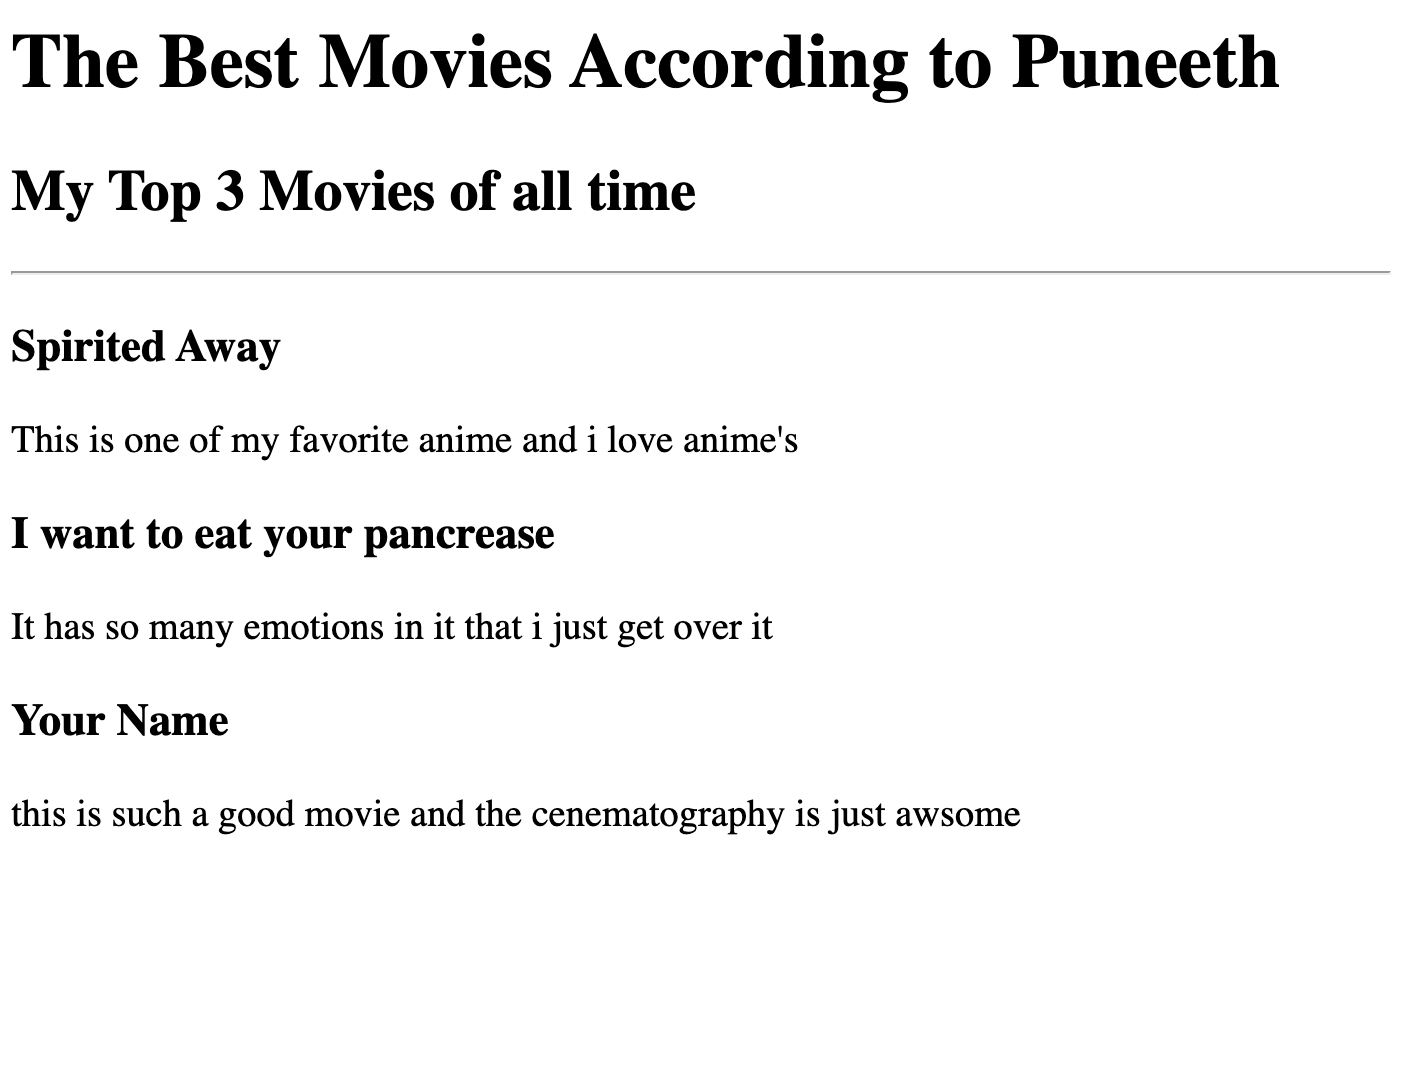 The Best Movies According to Puneeth
My Top 3 Movies of all time
Spirited Away
This is one of my favorite anime and i love anime's
I want to eat your pancrease
It has so many emotions in it that i just get over it
Your Name
this is such a good movie and the cenematography is just awsome